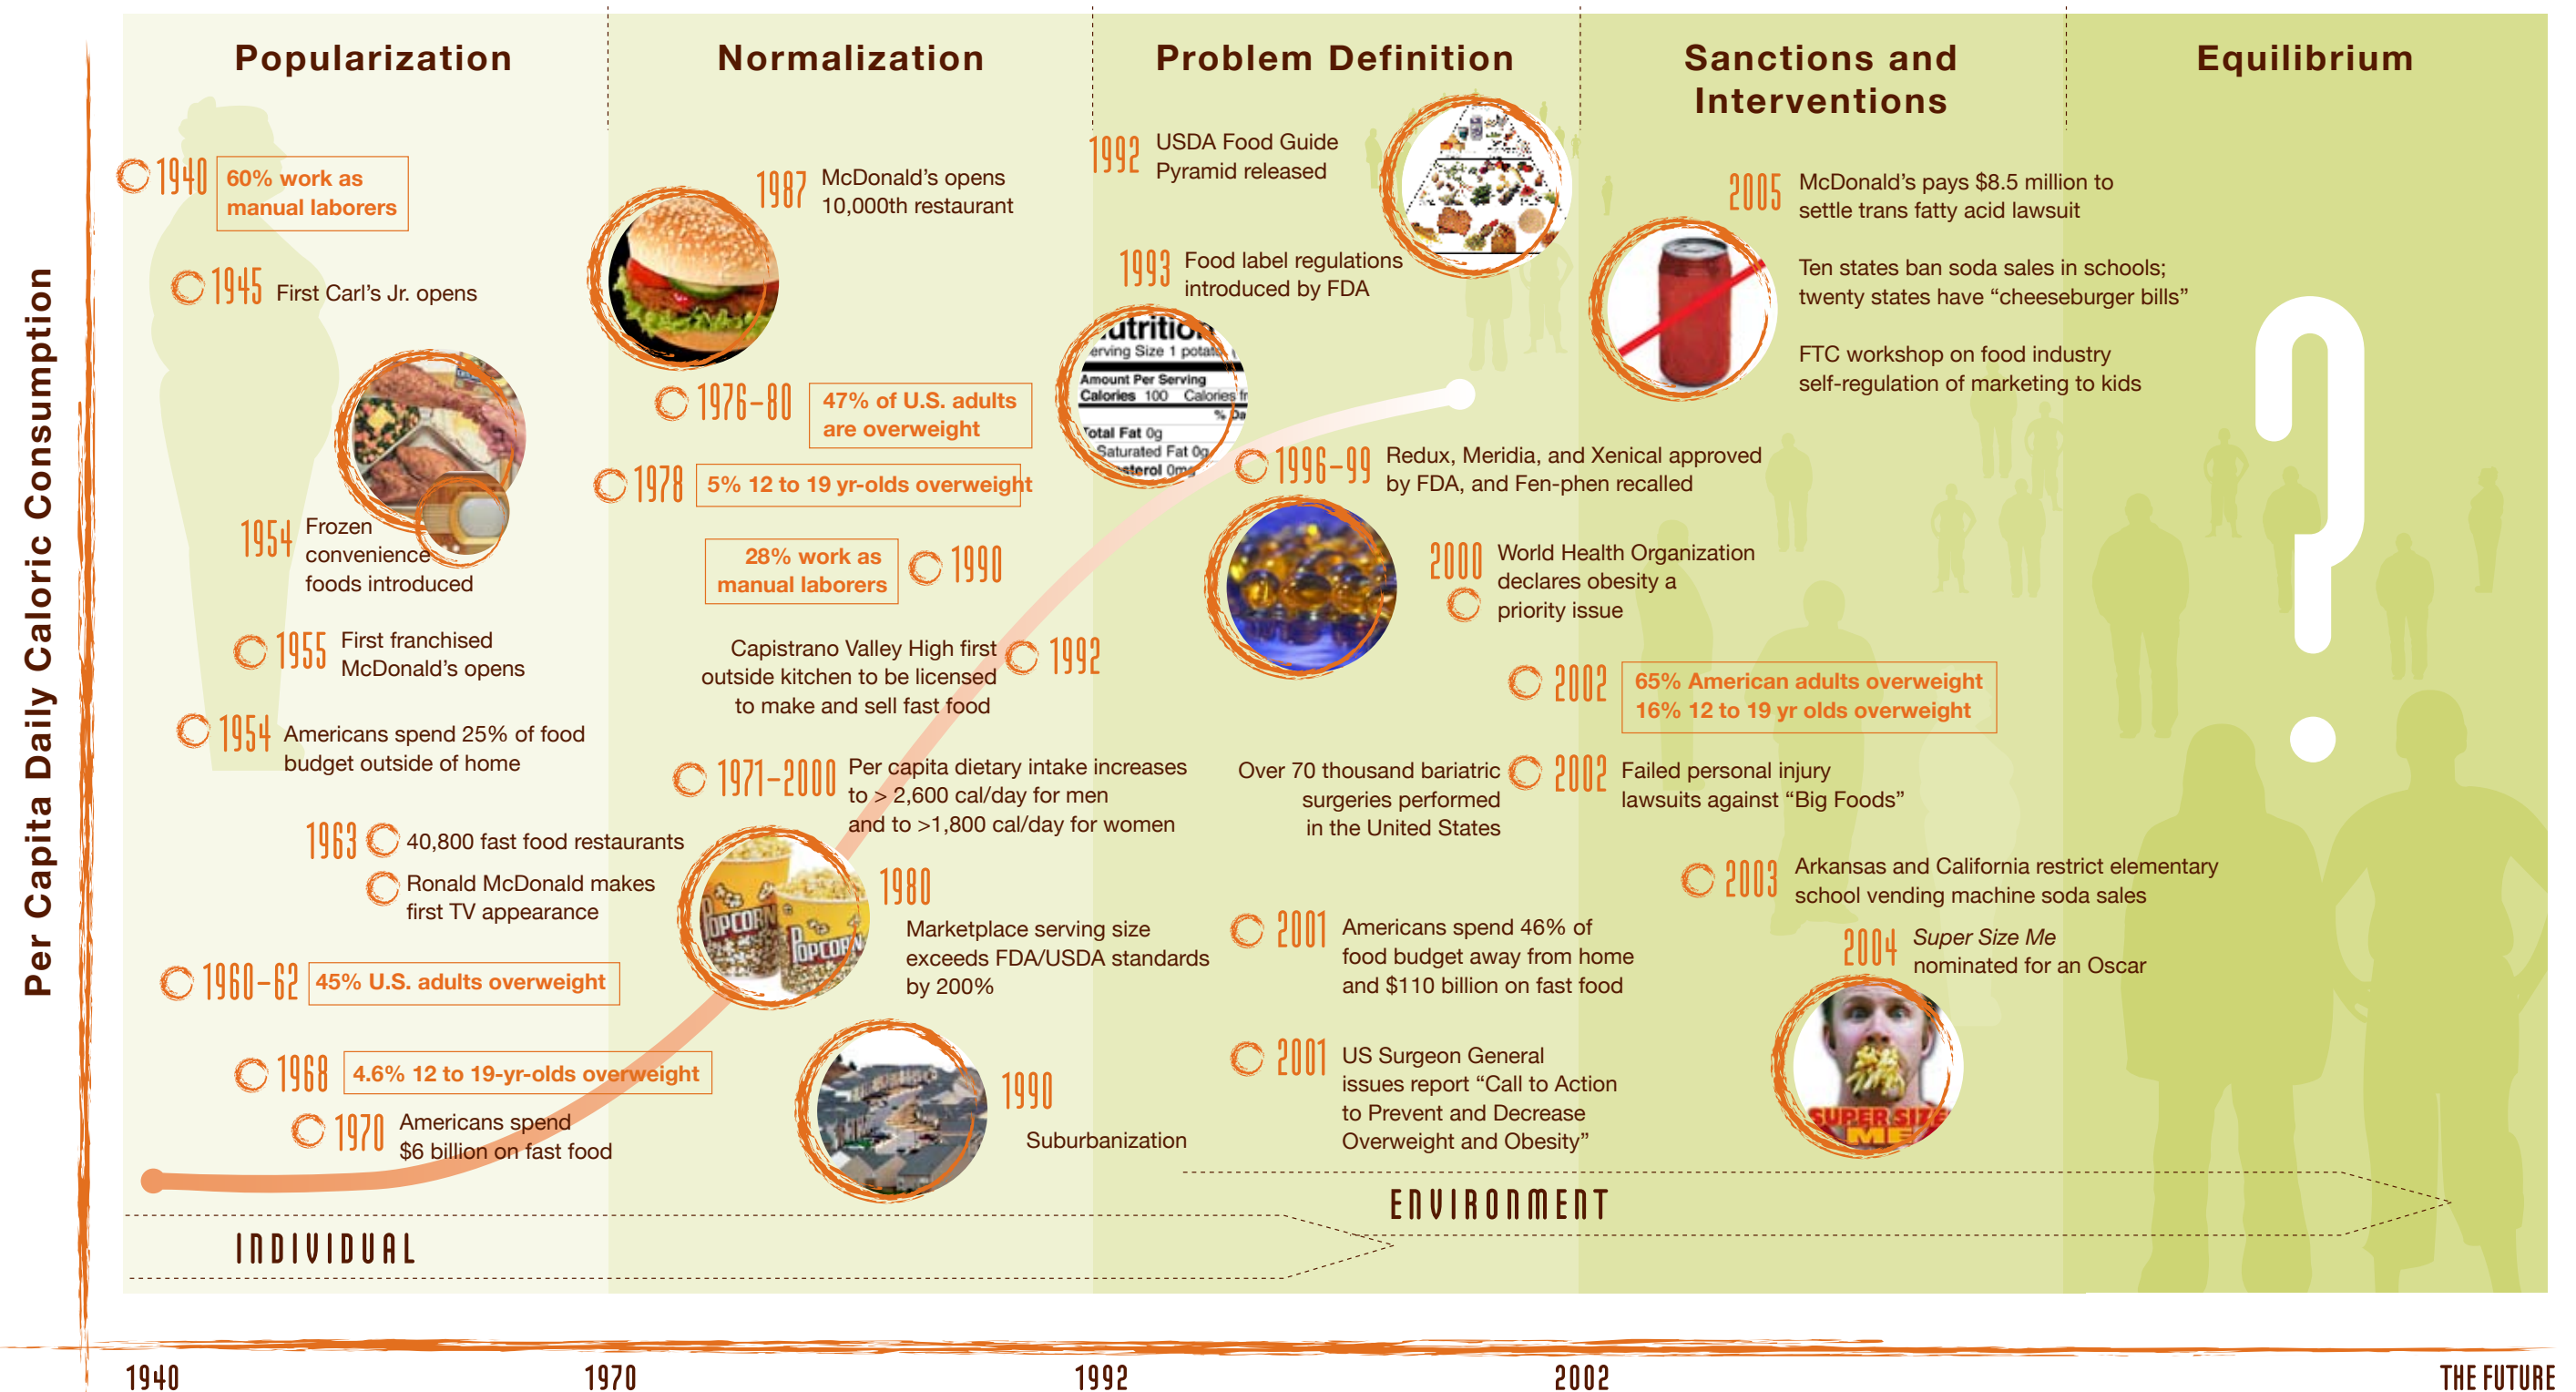 Per Capita Daily Caloric Consumption
Popularization
1940
60% work as
manual laborers
1945
First Carl’s Jr. opens
1954
Frozen
convenience
foods introduced
1955
First franchised
McDonald’s opens
1954
Americans spend 25% of food
budget outside of home
1963
40,800 fast food restaurants
Ronald McDonald makes
first TV appearance
1960–62
45% U.S. adults overweight
1968
4.6% 12 to 19-yr-olds overweight
1970
Americans spend
$6 billion on fast food
Normalization
1987
McDonald’s opens
10,000th restaurant
1976–80
47% of U.S. adults
are overweight
1978
5% 12 to 19 yr-olds overweight
28% work as
manual laborers
1990
Capistrano Valley High first
outside kitchen to be licensed
to make and sell fast food
1992
1971–2000
Per capita dietary intake increases
to > 2,600 cal/day for men
and to >1,800 cal/day for women
POPCORN
POPCORN
1980
Marketplace serving size
exceeds FDA/USDA standards
by 200%
1990
Suburbanization
Problem Definition
1992
USDA Food Guide
Pyramid released
1993
Food label regulations
introduced by FDA
utrition
erving Size 1 potato
Amount Per Serving
Calories 100 Calories fr
% Da
Total Fat 0g
Saturated Fat 0g
sterol 0mg
1996–99
Redux, Meridia, and Xenical approved
by FDA, and Fen-phen recalled
2000
World Health Organization
declares obesity a
priority issue
2002
65% American adults overweight
16% 12 to 19 yr olds overweight
Over 70 thousand bariatric
surgeries performed
in the United States
2002
Failed personal injury
lawsuits against “Big Foods”
2001
Americans spend 46% of
food budget away from home
and $110 billion on fast food
2001
US Surgeon General
issues report “Call to Action
to Prevent and Decrease
Overweight and Obesity”
Sanctions and
Interventions
2005
McDonald’s pays $8.5 million to
settle trans fatty acid lawsuit
Ten states ban soda sales in schools;
twenty states have “cheeseburger bills”
FTC workshop on food industry
self-regulation of marketing to kids
2003
Arkansas and California restrict elementary
school vending machine soda sales
2004
Super Size Me
nominated for an Oscar
SUPER SIZE
ME
Equilibrium
?
ENVIRONMENT
INDIVIDUAL
1940
1970
1992
2002
THE FUTURE